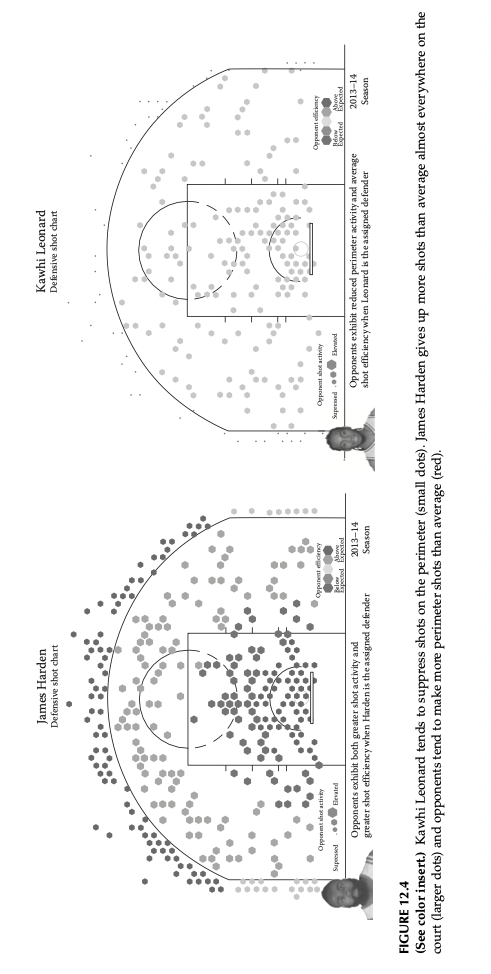 James Harden
Defensive shot chart
Opponent shot activity
Supressed
Elevated
Opponent efficiency
Below
Expected
Above
Expected
Opponents exhibit both greater shot activity and
greater shot efficiency when Harden is the assigned defender
2013–14
Season
Kawhi Leonard
Defensive shot chart
Opponent shot activity
Supressed
Elevated
Opponent efficiency
Below
Expected
Above
Expected
Opponents exhibit reduced perimeter activity and average
shot efficiency when Leonard is the assigned defender
2013–14
Season
FIGURE 12.4
(See color insert.) Kawhi Leonard tends to suppress shots on the perimeter (small dots). James Harden gives up more shots than average almost everywhere on the
court (larger dots) and opponents tend to make more perimeter shots than average (red).